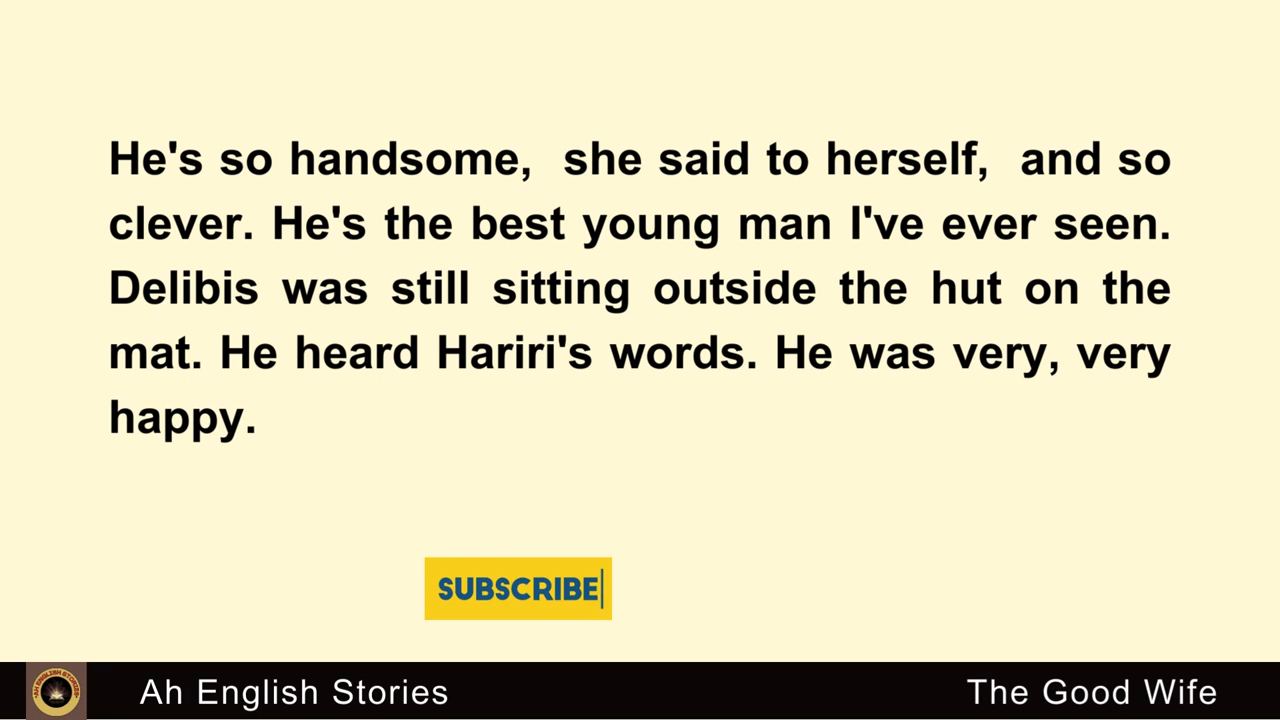 He's so handsome, she said to herself, and so
clever. He's the best young man I've ever seen.
Delibis was still sitting outside the hut on the
mat. He heard Hariri's words. He was very, very
happy.
SUBSCRIBE
Ah English Stories
The Good Wife